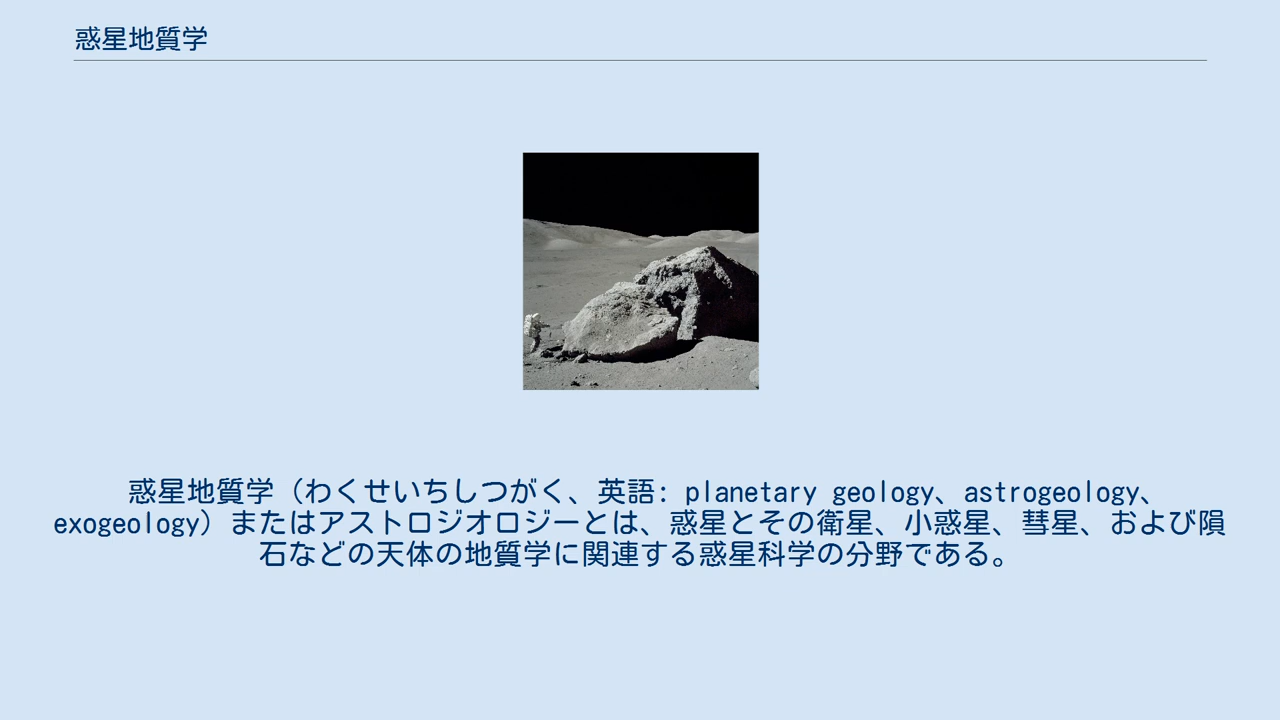 惑星地質学
惑星地質学（わくせいちしつがく、英語: planetary geology、astrogeology、
exogeology）またはアストロジオロジーとは、惑星とその衛星、小惑星、彗星、および隕
石などの天体の地質学に関連する惑星科学の分野である。